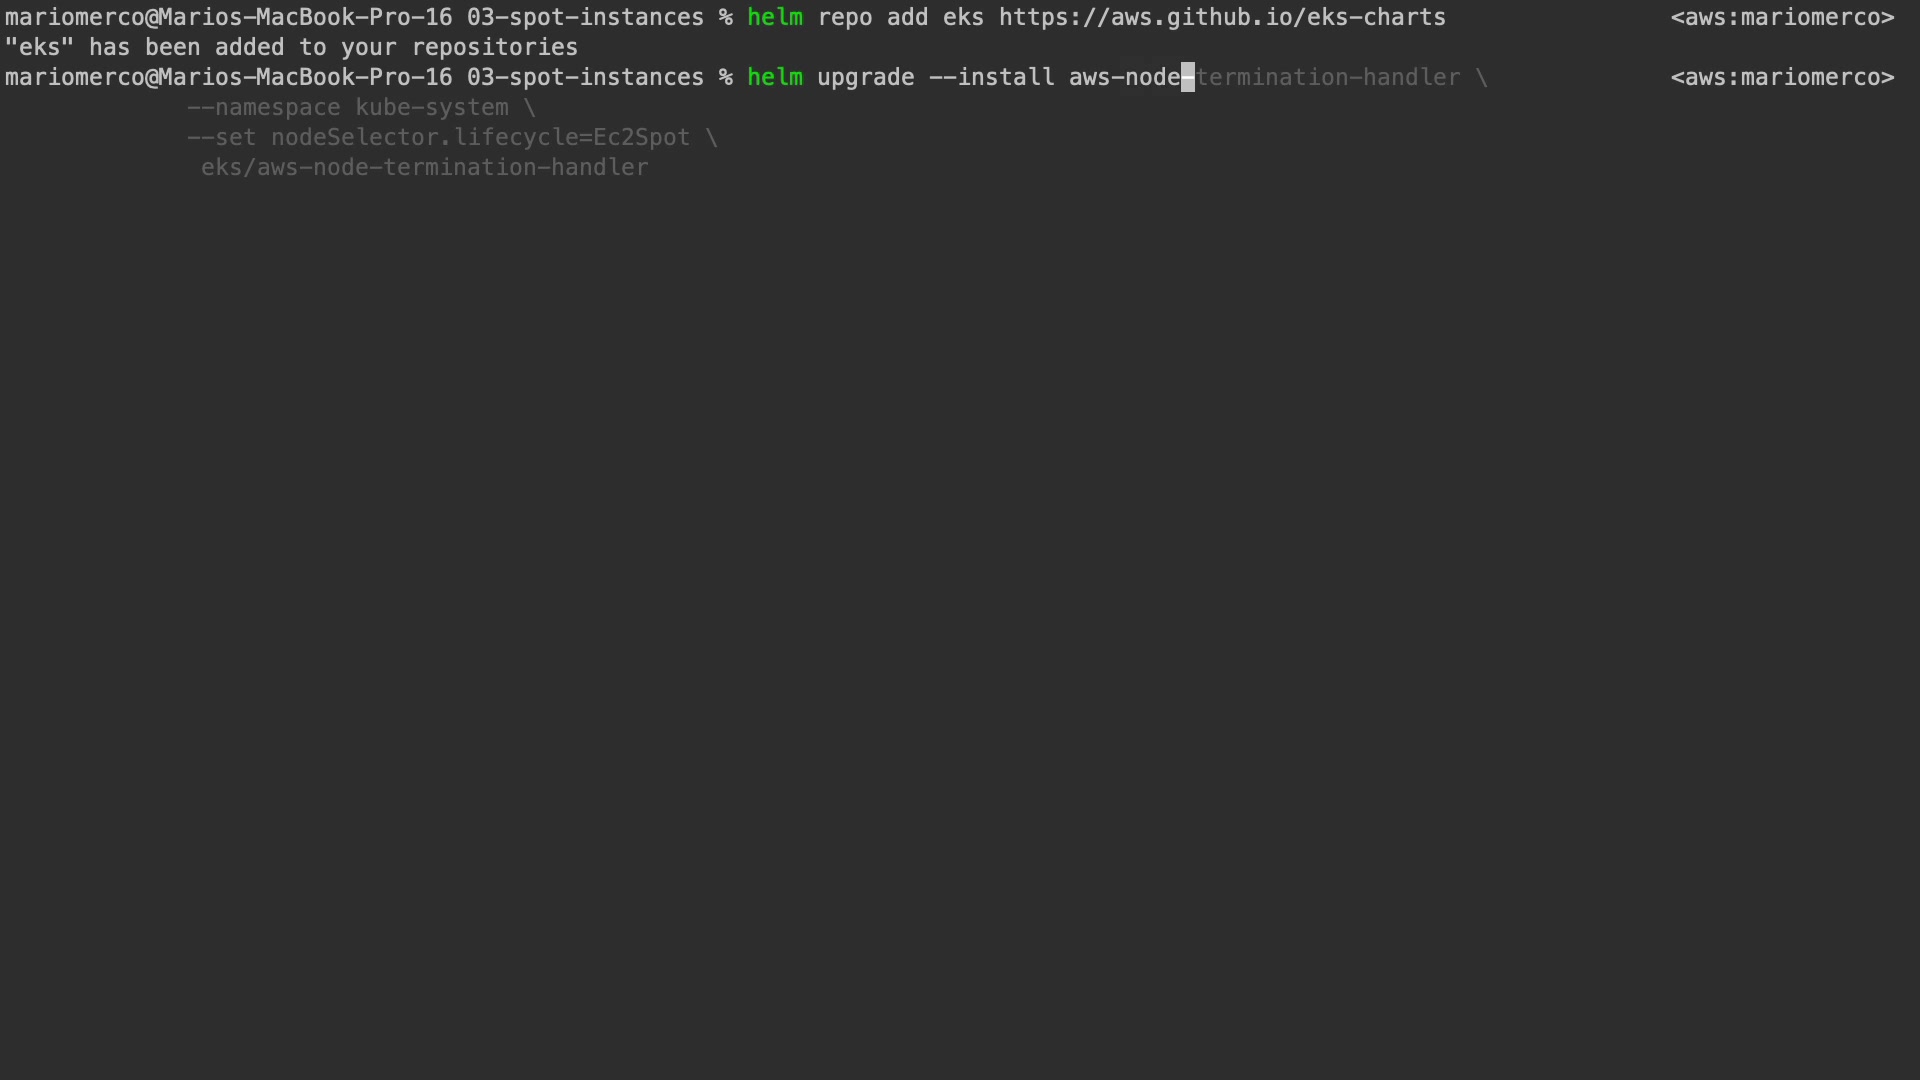 mariomerco@Marios-MacBook-Pro-16 03-spot-instances % helm repo add eks https://aws.github.io/eks-charts <aws:mariomerco>
"eks" has been added to your repositories
mariomerco@Marios-MacBook-Pro-16 03-spot-instances % helm upgrade --install aws-node-termination-handler \ <aws:mariomerco>
--namespace kube-system \
--set nodeSelector.lifecycle=Ec2Spot \
eks/aws-node-termination-handler